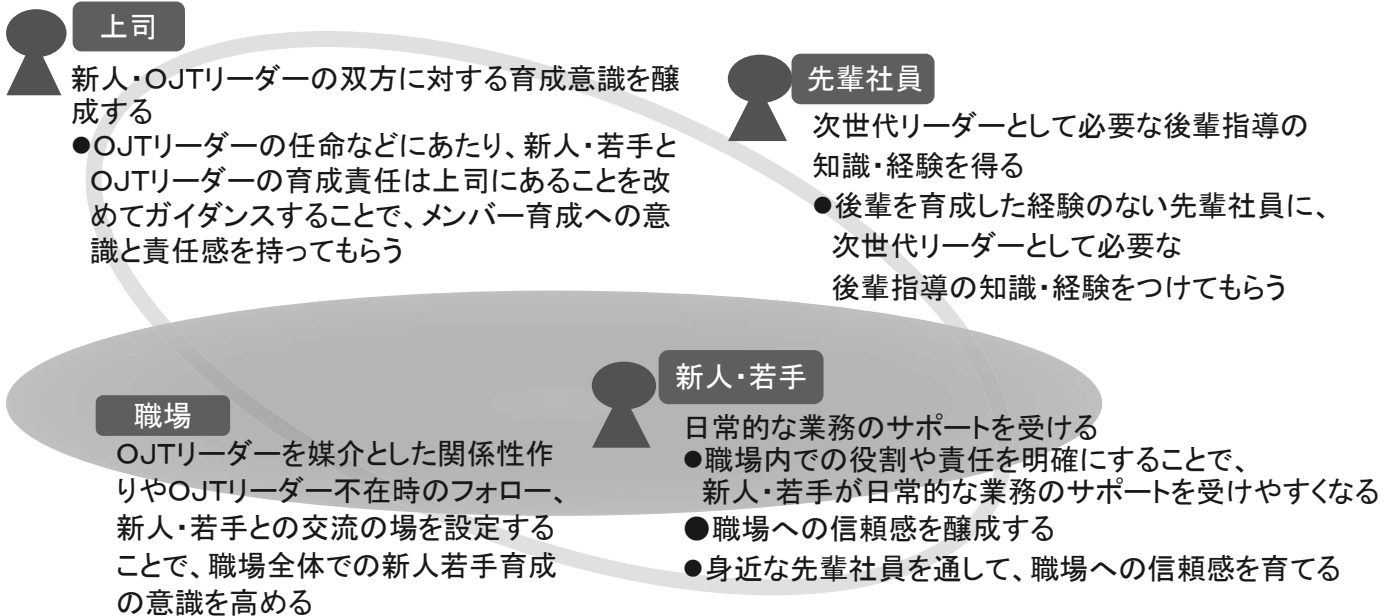 上司
新人・OJTリーダーの双方に対する育成意識を醸
成する
●OJTリーダーの任命などにあたり、新人・若手と
OJTリーダーの育成責任は上司にあることを改
めてガイダンスすることで、メンバー育成への意
識と責任感を持ってもらう
先輩社員
次世代リーダーとして必要な後輩指導の
知識・経験を得る
●後輩を育成した経験のない先輩社員に、
次世代リーダーとして必要な
後輩指導の知識・経験をつけてもらう
職場
OJTリーダーを媒介とした関係性作
りやOJTリーダー不在時のフォロー、
新人・若手との交流の場を設定する
ことで、職場全体での新人若手育成
の意識を高める
新人・若手
日常的な業務のサポートを受ける
●職場内での役割や責任を明確にすることで、
新人・若手が日常的な業務のサポートを受けやすくなる
●職場への信頼感を醸成する
●身近な先輩社員を通して、職場への信頼感を育てる